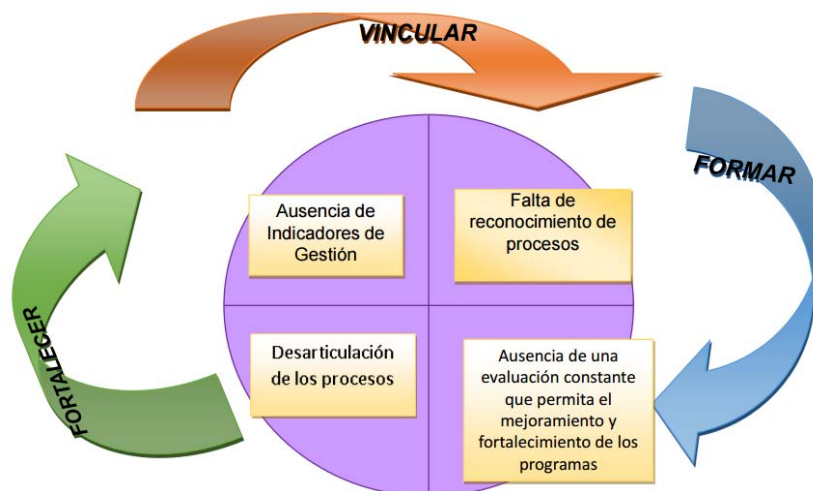 VINCULAR
FORMAR
Ausencia de
Indicadores de
Gestión
Falta de
reconocimiento de
procesos
Desarticulación
de los procesos
Ausencia de una
evaluación constante
que permita el
mejoramiento y
fortalecimiento de los
programas
FORTALECER